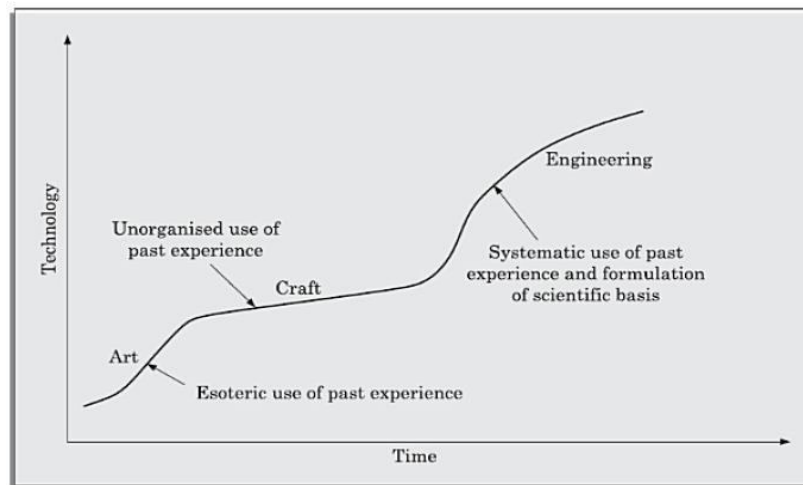 Technology
Engineering
Unorganised use of
past experience
Systematic use of past
experience and formulation
of scientific basis
Craft
Art
Esoteric use of past experience
Time